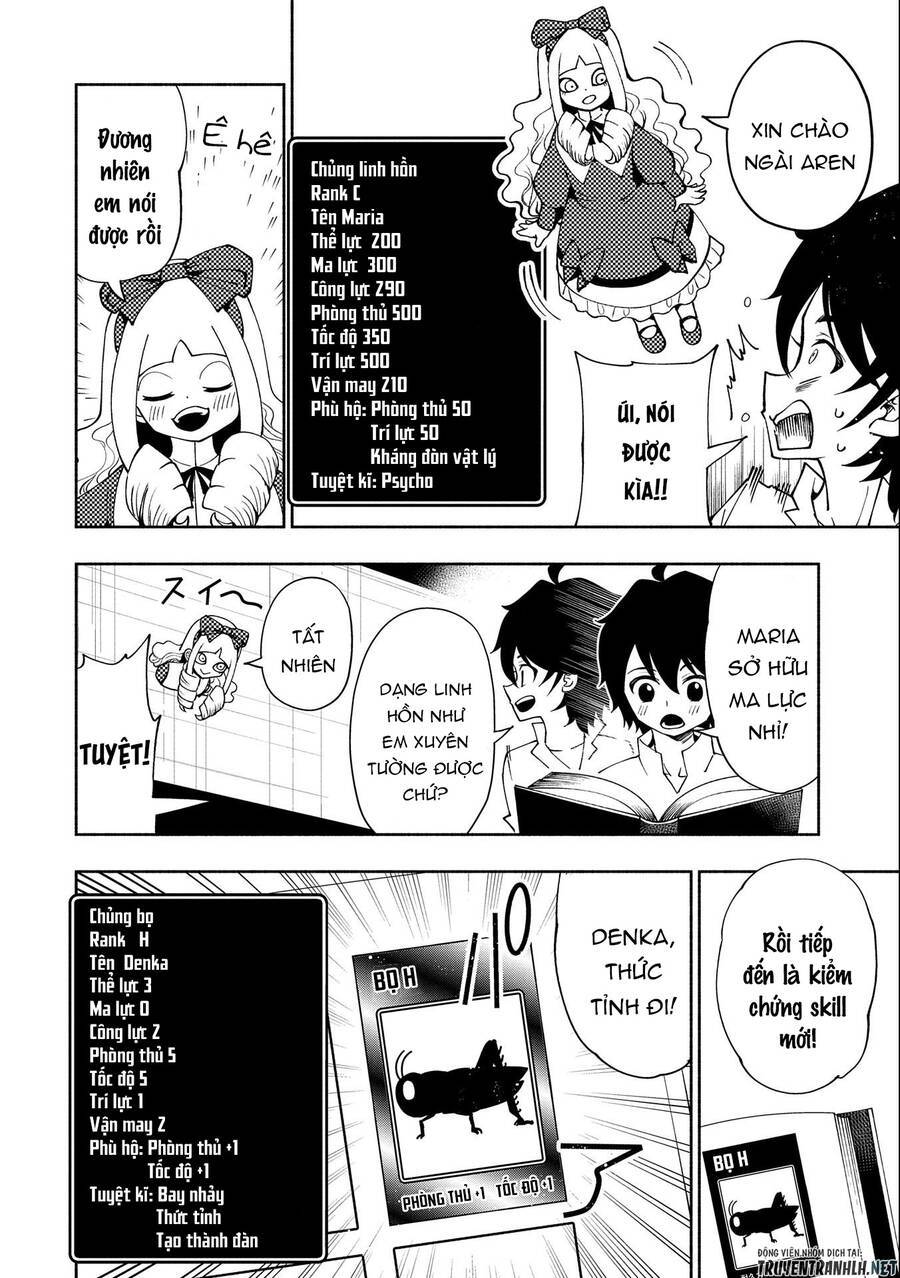 XIN CHÀO
NGÀI AREN
ÚI, NÓI
ĐƯỢC
KÌA!!
Chủng linh hồn
Rank C
Tên Maria
Thể lực 200
Ma lực 300
Công lực 290
Phòng thủ 500
Tốc độ 350
Trí lực 500
Vận may 210
Phù hộ: Phòng thủ 50
Trí lực 50
Kháng đòn vật lý
Tuyệt kĩ: Psycho
Ê hê
Đương
nhiên
em nói
được rồi
MARIA
SỞ HỮU
MA LỰC
NHỈ!
DẠNG LINH
HỒN NHƯ
EM XUYÊN
TƯỜNG ĐƯỢC
CHỨ?
TẤT
NHIÊN
スイ〜
TUYỆT!
Rồi tiếp
đến là kiểm
chứng skill
mới!
BỌ H
DENKA,
THỨC
TỈNH ĐI!
BỌ H
PHÒNG THỦ +1 TỐC ĐỘ +1
Chủng bọ
Rank H
Tên Denka
Thể lực 3
Ma lực 0
Công lực 2
Phòng thủ 5
Tốc độ 5
Trí lực 1
Vận may 2
Phù hộ: Phòng thủ +1
Tốc độ +1
Tuyệt kĩ: Bay nhảy
Thức tỉnh
Tạo thành đàn
ĐỘNG VIÊN NHÓM DỊCH TẠI:
TRUYENTRANHLH.NET